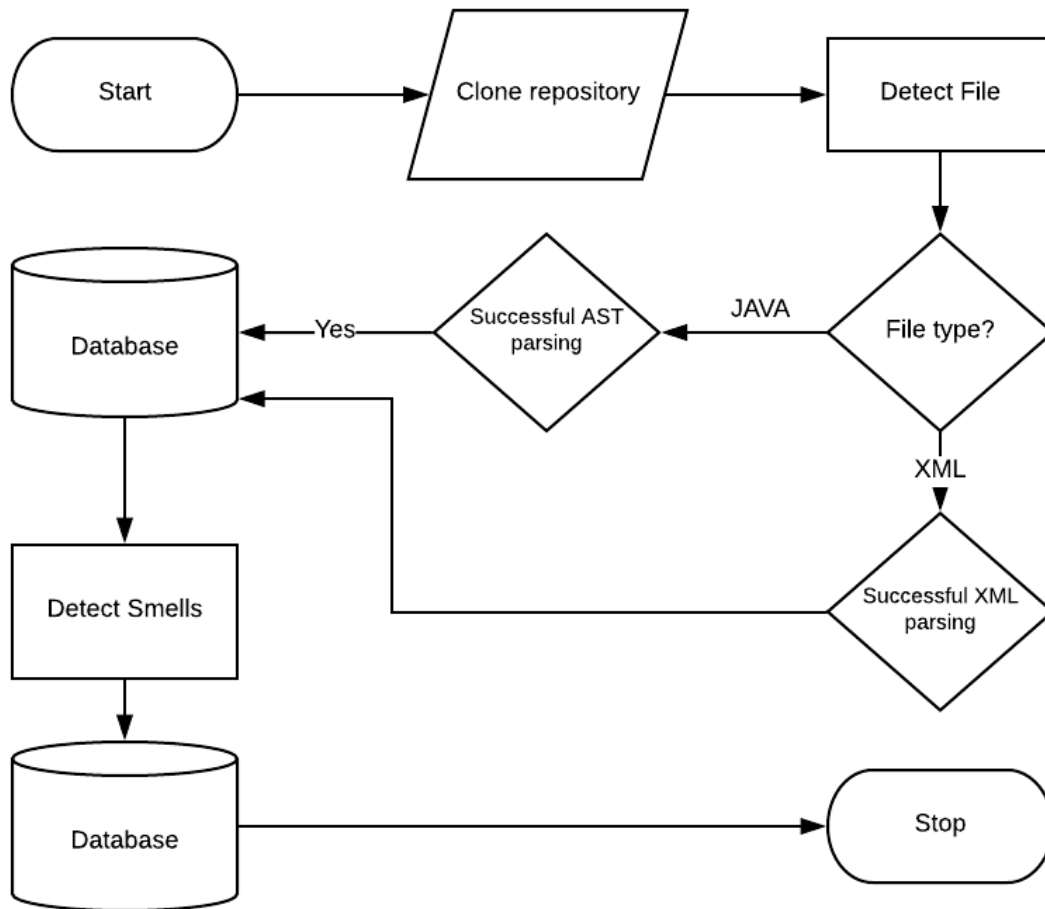 Start
Clone repository
Detect File
File type?
JAVA
Successful AST
parsing
Yes
Database
XML
Successful XML
parsing
Detect Smells
Database
Stop